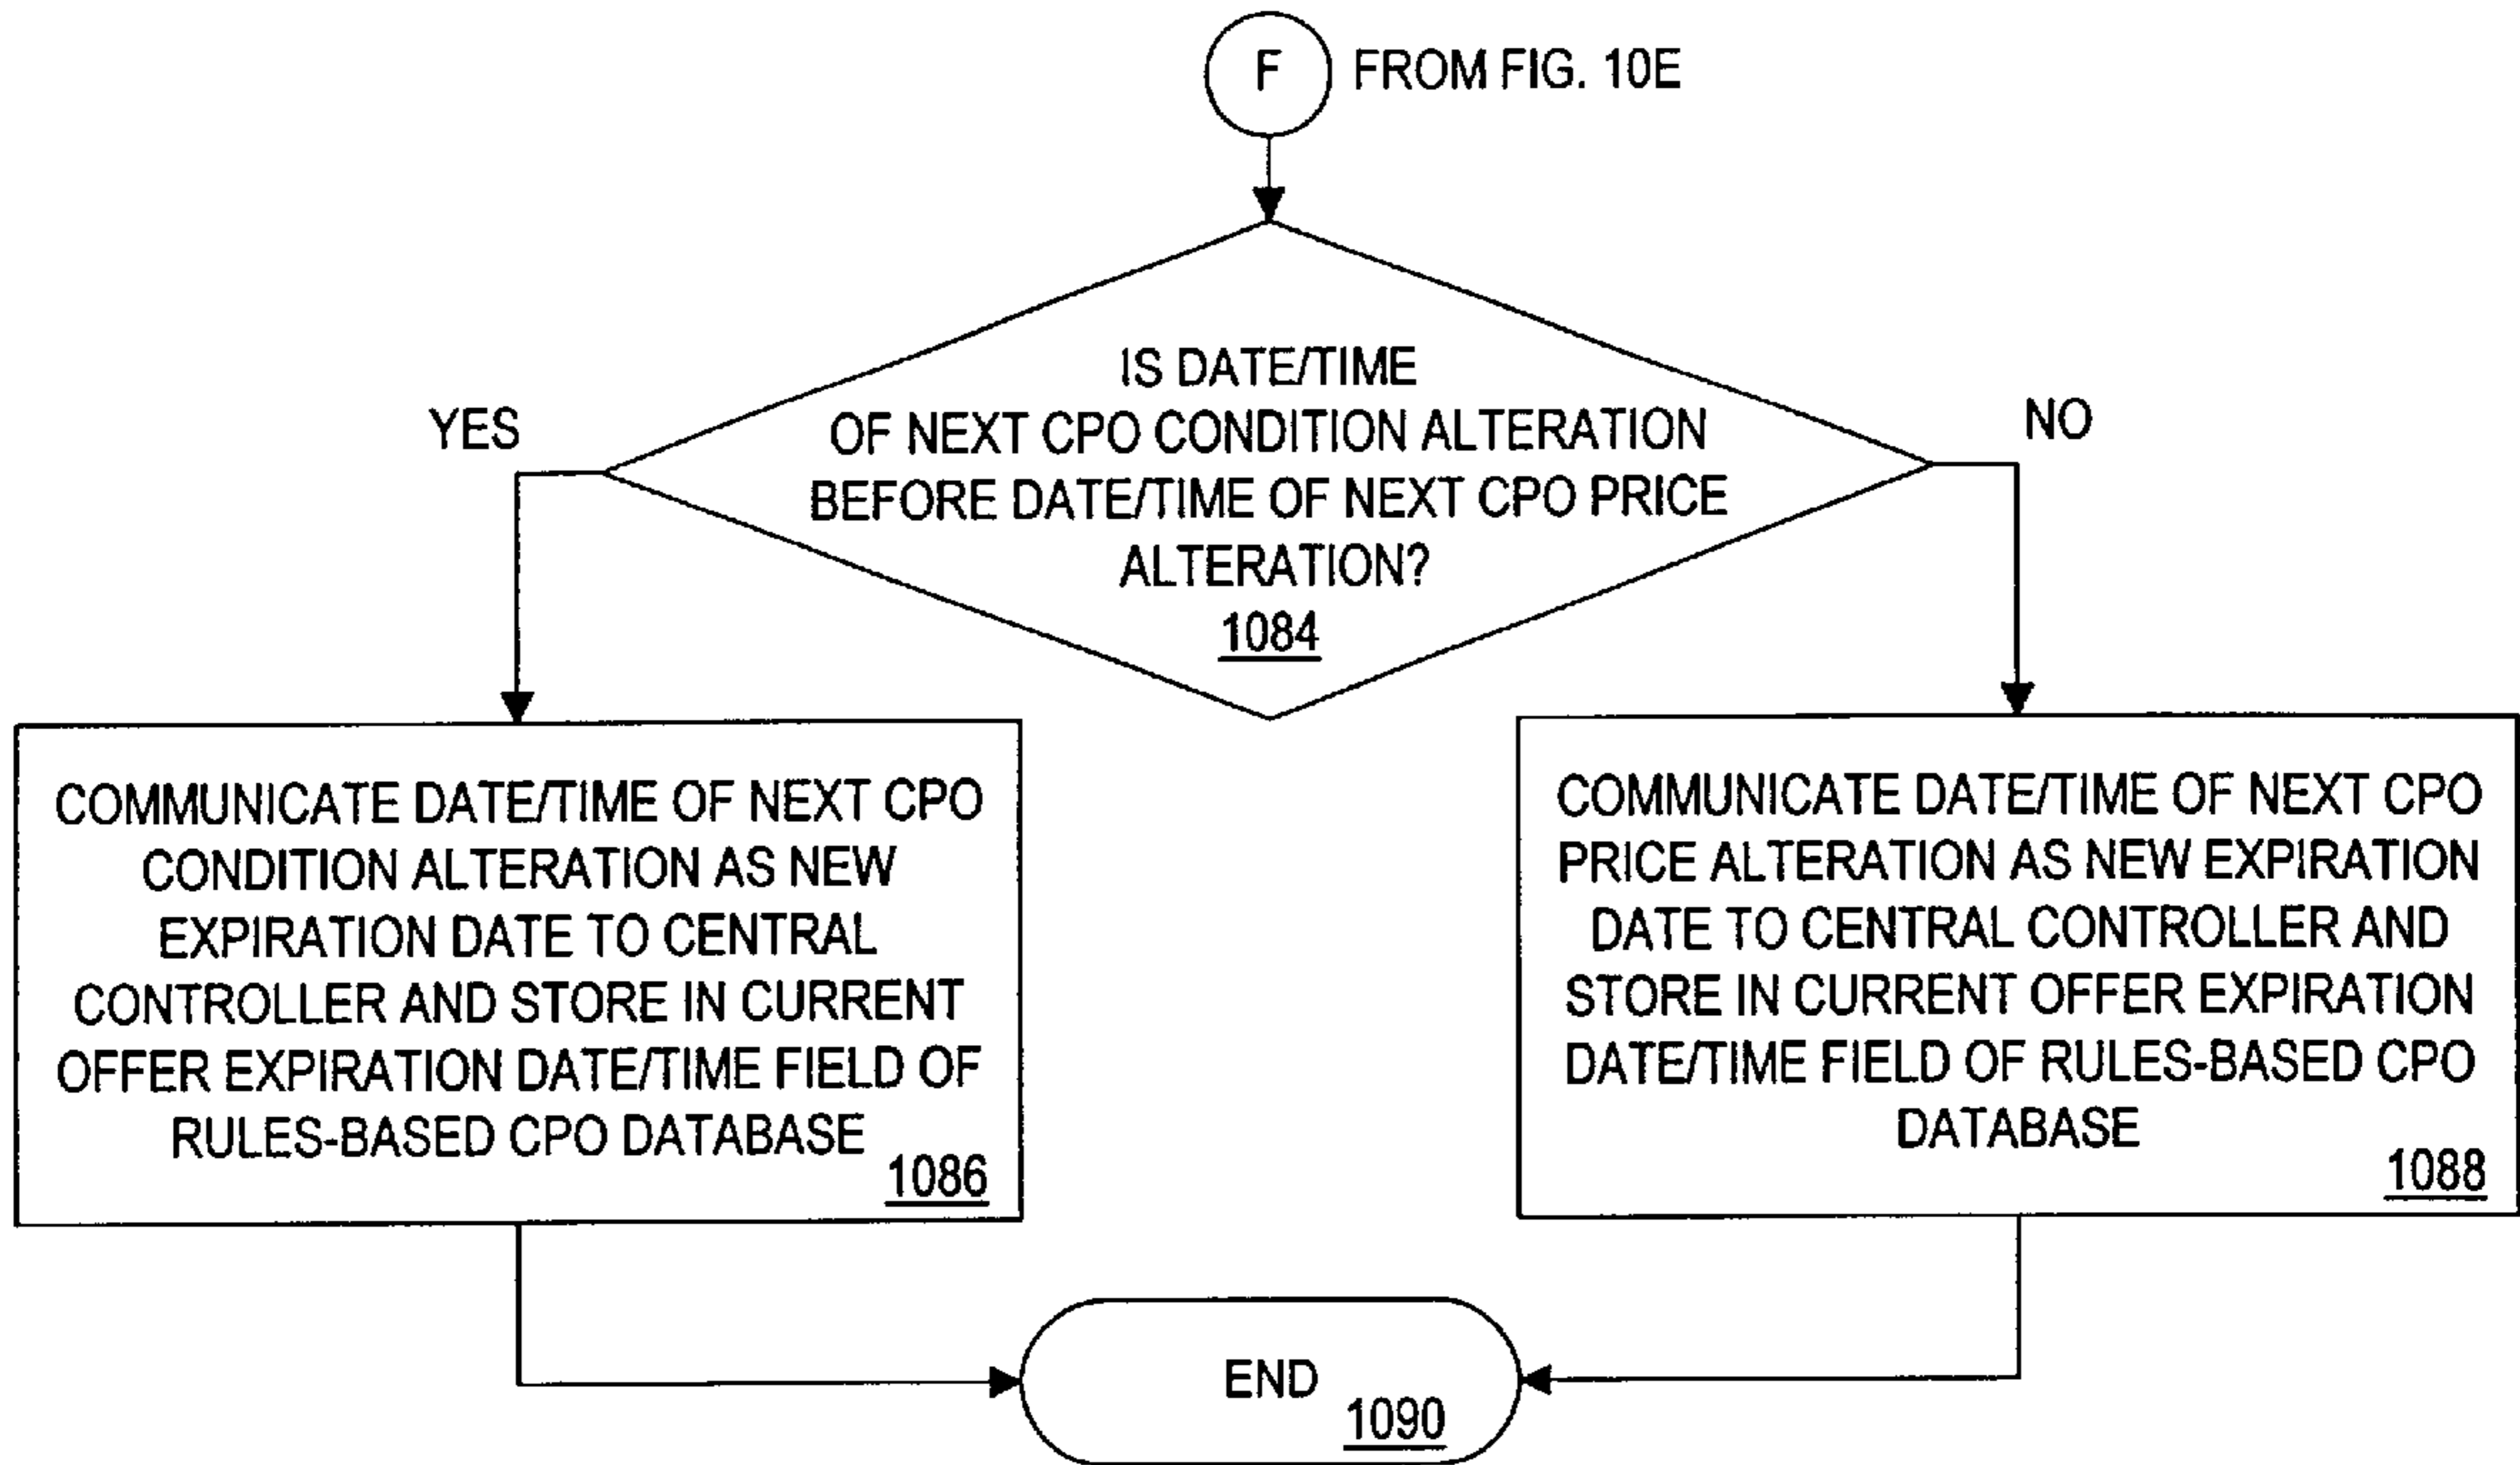 F FROM FIG. 10E
IS DATE/TIME
OF NEXT CPO CONDITION ALTERATION
BEFORE DATE/TIME OF NEXT CPO PRICE
ALTERATION?
1084
YES
NO
COMMUNICATE DATE/TIME OF NEXT CPO
CONDITION ALTERATION AS NEW
EXPIRATION DATE TO CENTRAL
CONTROLLER AND STORE IN CURRENT
OFFER EXPIRATION DATE/TIME FIELD OF
RULES-BASED CPO DATABASE
1086
COMMUNICATE DATE/TIME OF NEXT CPO
PRICE ALTERATION AS NEW EXPIRATION
DATE TO CENTRAL CONTROLLER AND
STORE IN CURRENT OFFER EXPIRATION
DATE/TIME FIELD OF RULES-BASED CPO
DATABASE
1088
END
1090